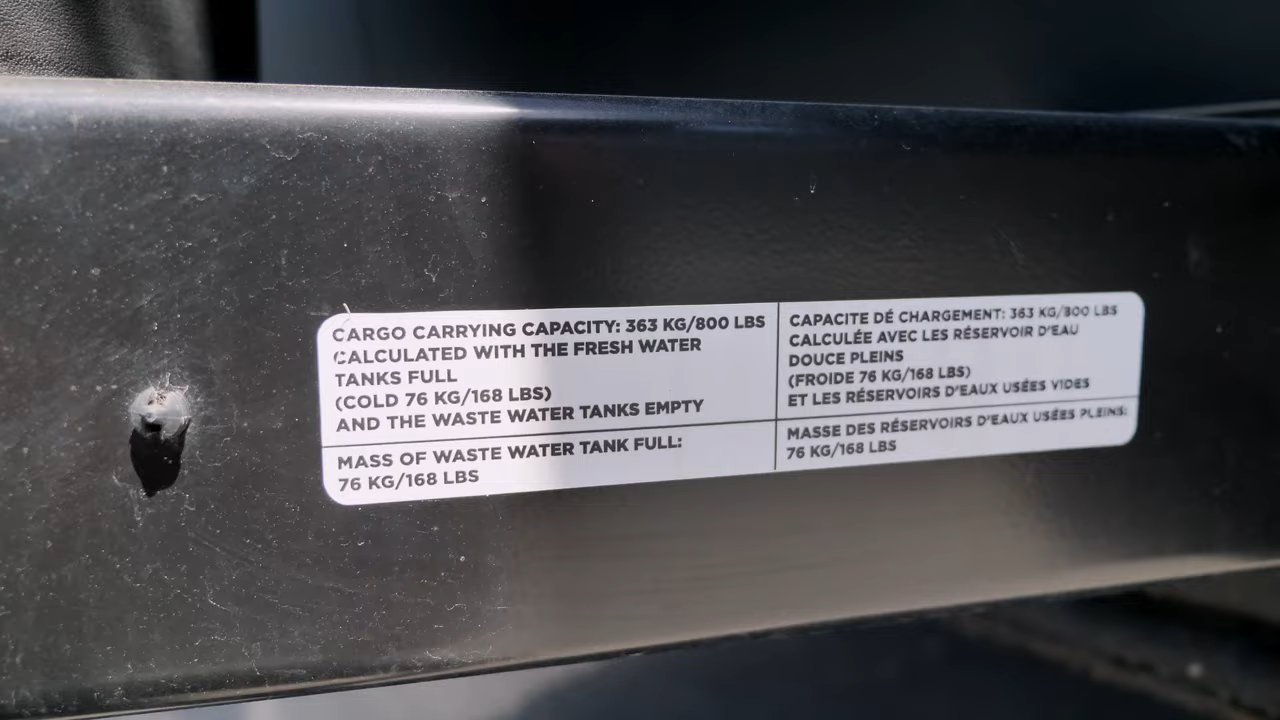 CARGO CARRYING CAPACITY: 363 KG/800 LBS
CALCULATED WITH THE FRESH WATER
TANKS FULL
(COLD 76 KG/168 LBS)
AND THE WASTE WATER TANKS EMPTY
MASS OF WASTE WATER TANK FULL:
76 KG/168 LBS
CAPACITE DÉ CHARGEMENT: 363 KG/800 LBS
CALCULÉE AVEC LES RÉSERVOIR D'EAU
DOUCE PLEINS
(FROIDE 76 KG/168 LBS)
ET LES RÉSERVOIRS D'EAUX USÉES VIDES
MASSE DES RÉSERVOIRS D'EAUX USÉES PLEINS:
76 KG/168 LBS